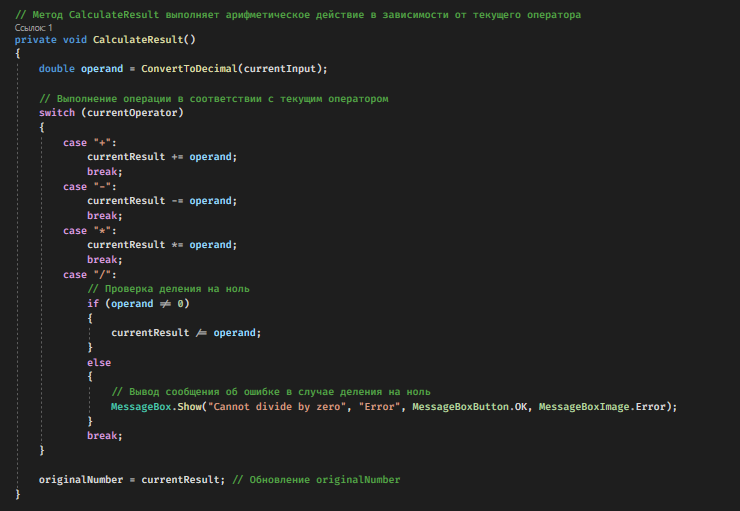 // Метод CalculateResult выполняет арифметическое действие в зависимости от текущего оператора
Ссылок: 1
private void CalculateResult()
{
    double operand = ConvertToDecimal(currentInput);

    // Выполнение операции в соответствии с текущим оператором
    switch (currentOperator)
    {
        case "+":
            currentResult += operand;
            break;
        case "-":
            currentResult -= operand;
            break;
        case "*":
            currentResult *= operand;
            break;
        case "/":
            // Проверка деления на ноль
            if (operand != 0)
            {
                currentResult /= operand;
            }
            else
            {
                // Вывод сообщения об ошибке в случае деления на ноль
                MessageBox.Show("Cannot divide by zero", "Error", MessageBoxButton.OK, MessageBoxImage.Error);
            }
            break;
    }

    originalNumber = currentResult; // Обновление originalNumber
}